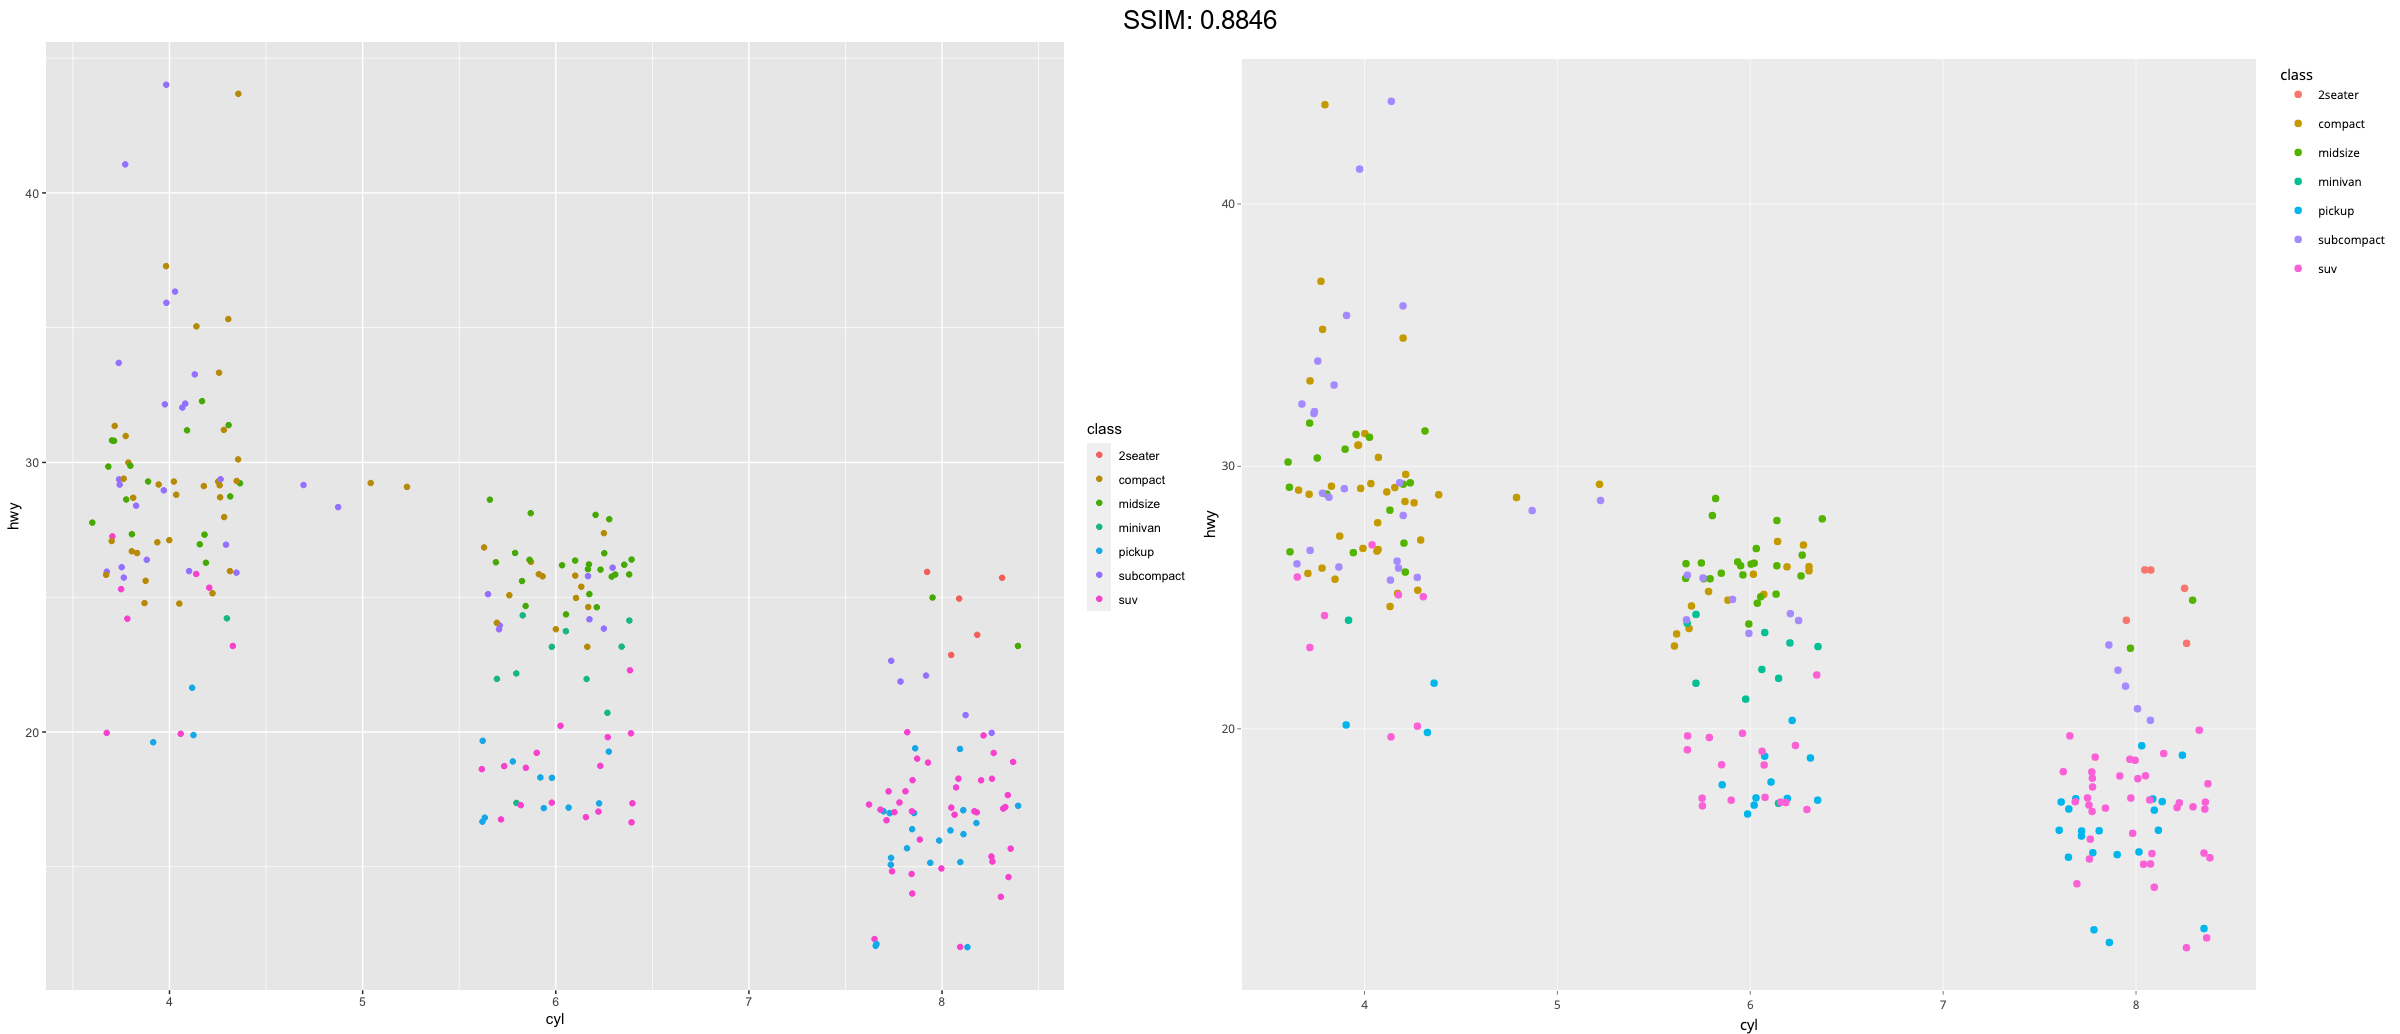 SSIM: 0.8846
hwy
40
30
20
4
5
6
7
8
cyl
class
2seater
compact
midsize
minivan
pickup
subcompact
suv
hwy
40
30
20
4
5
6
7
8
cyl
class
2seater
compact
midsize
minivan
pickup
subcompact
suv